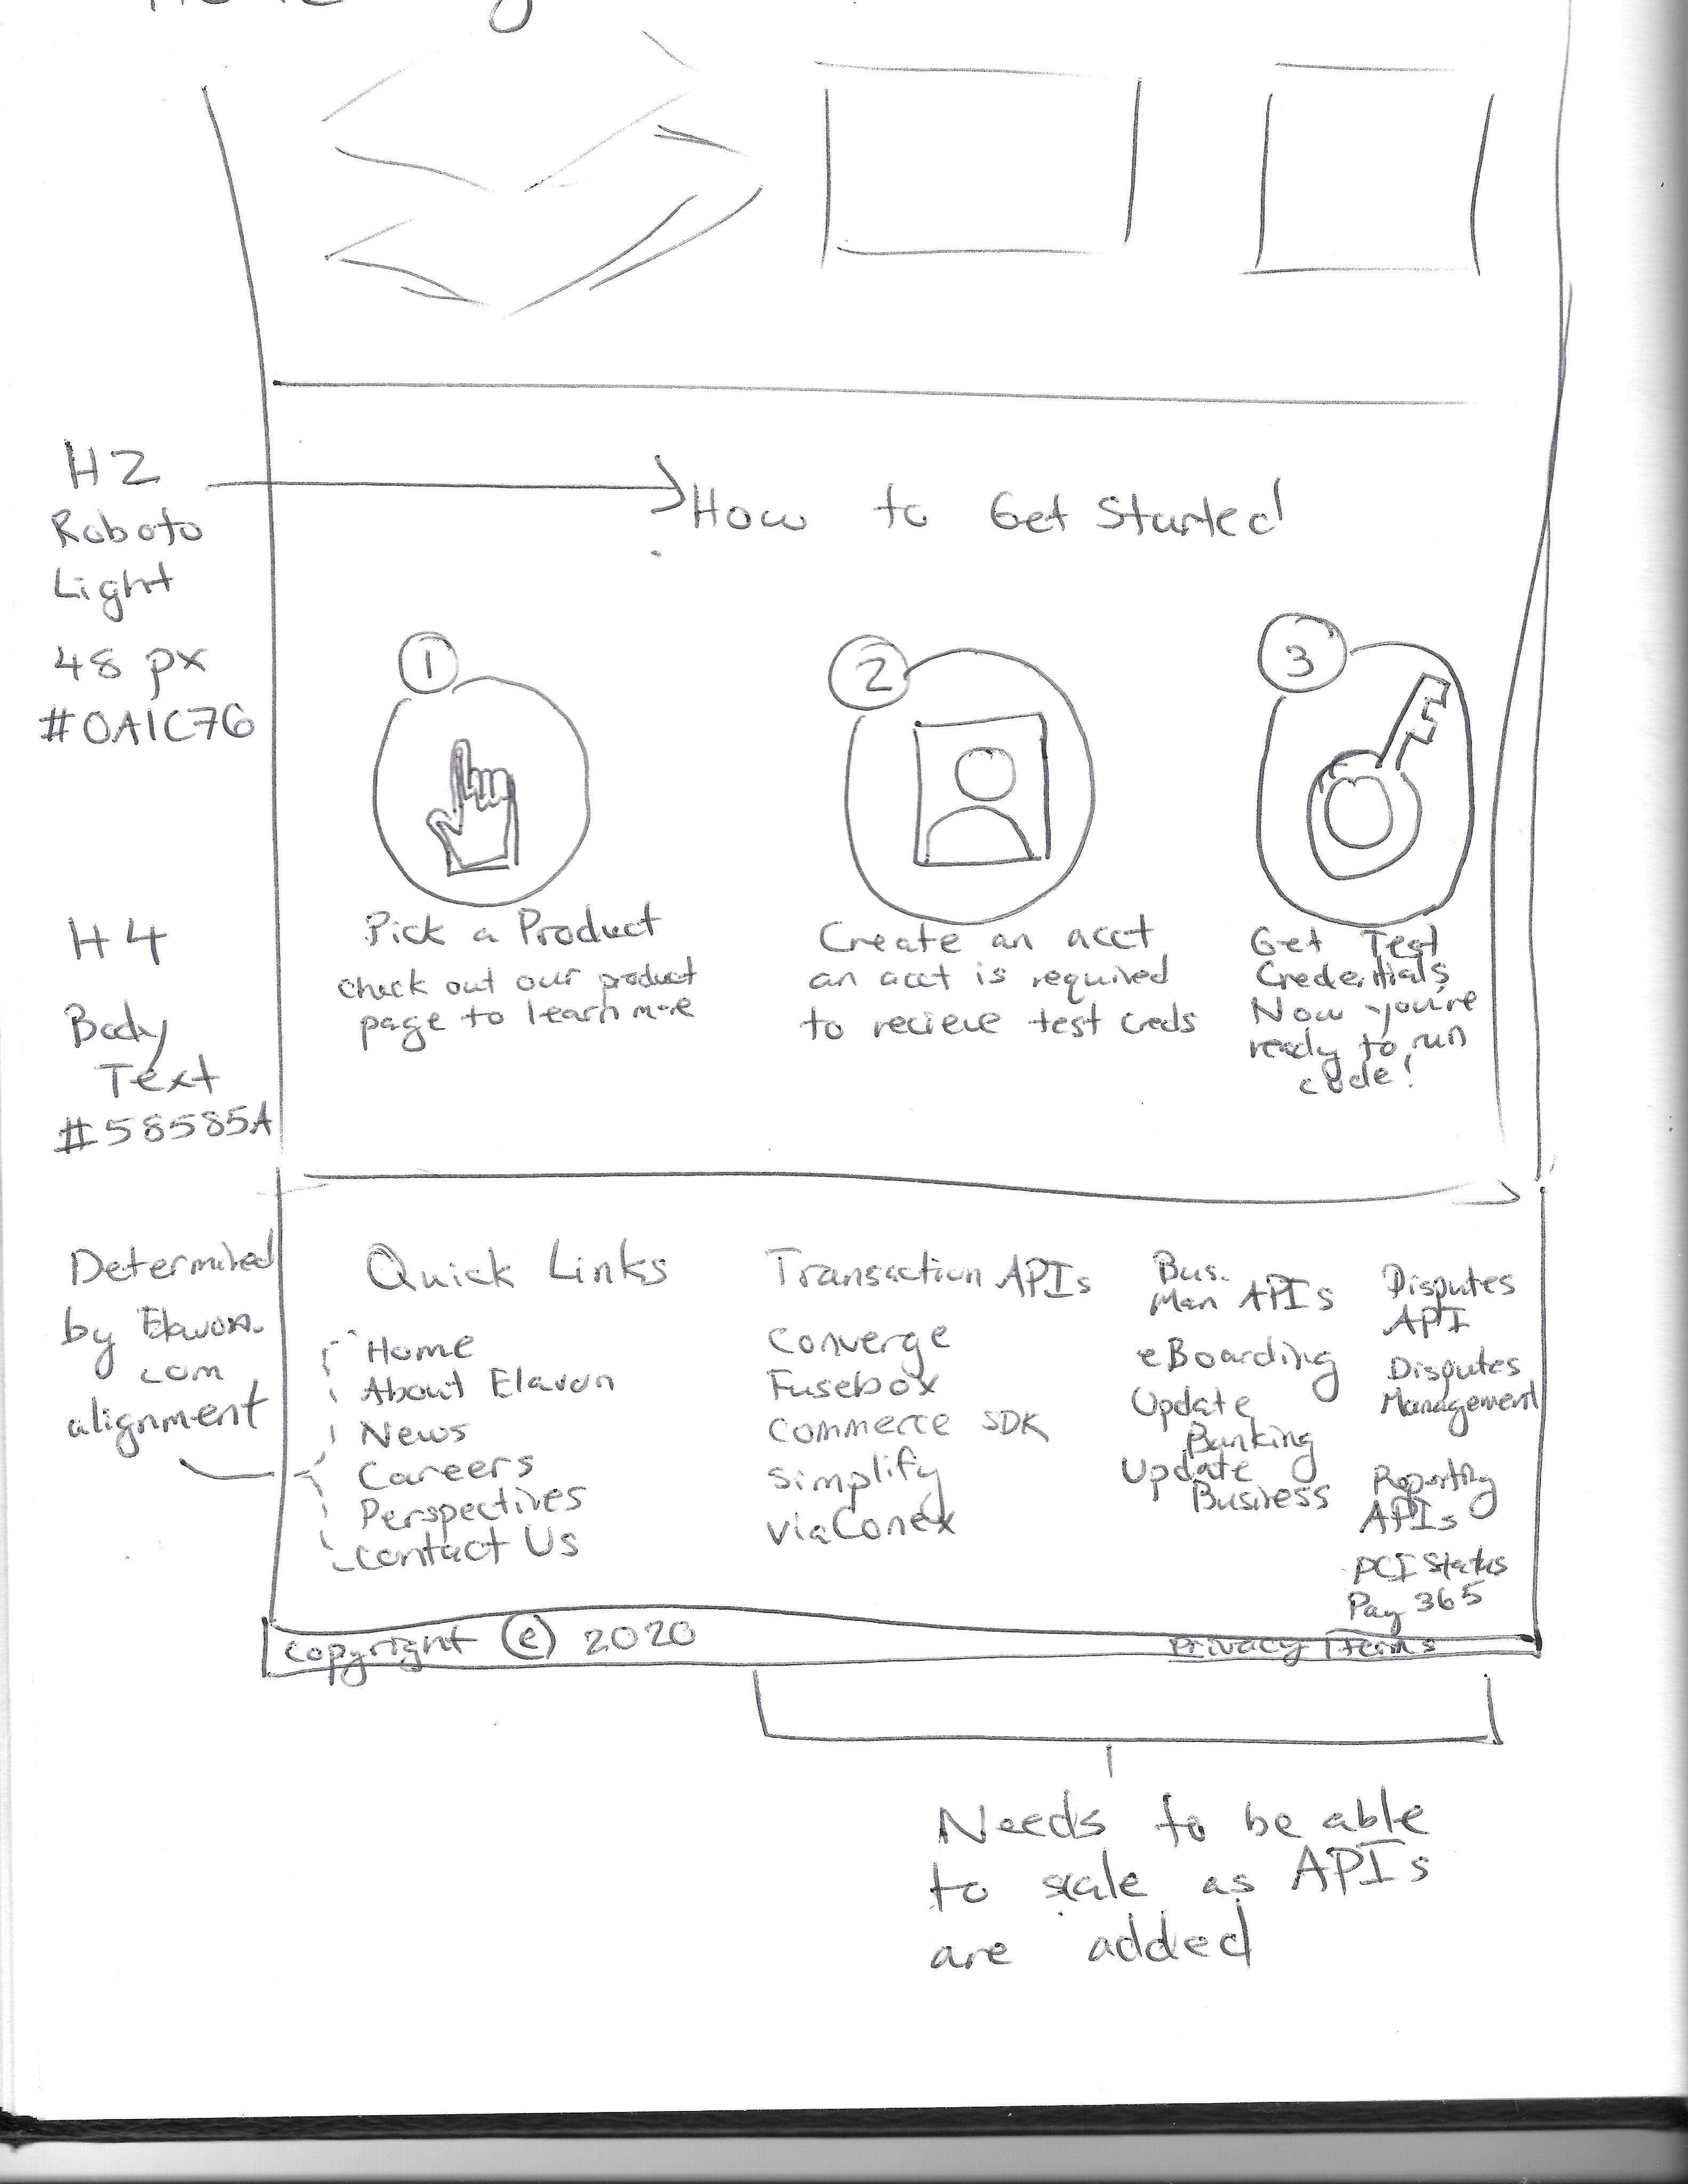 H2
Roboto
Light
48 px
#0A1C76
How to Get Started
1
2
3
H4
Body
Text
#58585A
Pick a Product
check out our product
page to learn more
Create an acct
an acct is required
to recieve test creds
Get Test
Credentials
Now you're
ready to run
code!
Determined
by Elavon.
com
alignment
Quick Links
Home
About Elavon
News
Careers
Perspectives
Contact Us
Transaction APIs
Converge
Fusebox
Commerce SDK
Simplify
viaConex
Bus.
Man APIs
eBoarding
Update
Banking
Update
Business
Disputes
API
Disputes
Management
Reporting
APIs
PCI Status
Pay 365
Copyright © 2020
Privacy | Terms
Needs to be able
to scale as APIs
are added